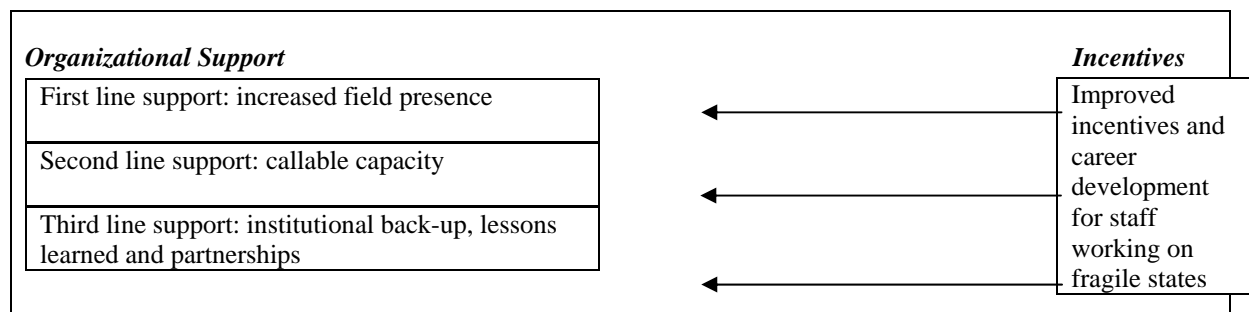 Organizational Support
First line support: increased field presence
Second line support: callable capacity
Third line support: institutional back-up, lessons
learned and partnerships
Incentives
Improved
incentives and
career
development
for staff
working on
fragile states